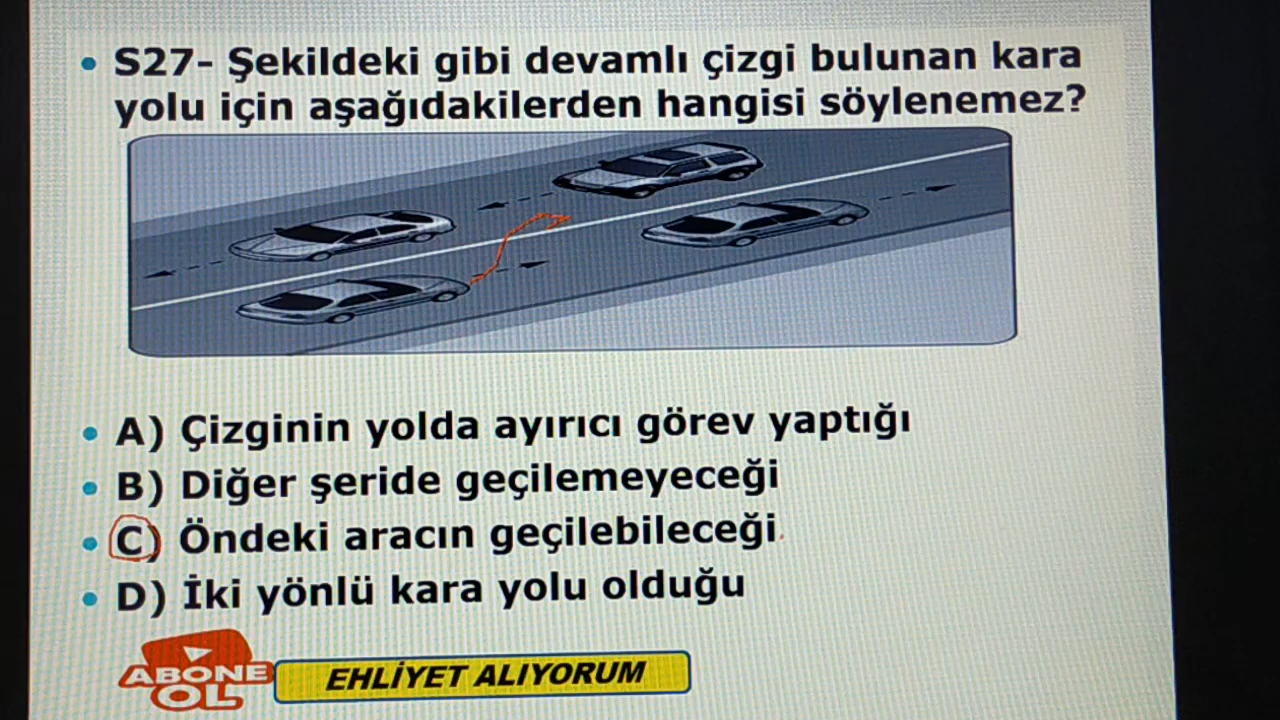 • S27- Şekildeki gibi devamlı çizgi bulunan kara
yolu için aşağıdakilerden hangisi söylenemez?
• A) Çizginin yolda ayırıcı görev yaptığı
• B) Diğer şeride geçilemeyeceği
• C) Öndeki aracın geçilebileceği
• D) İki yönlü kara yolu olduğu
ABONE
OL
EHLİYET ALIYORUM